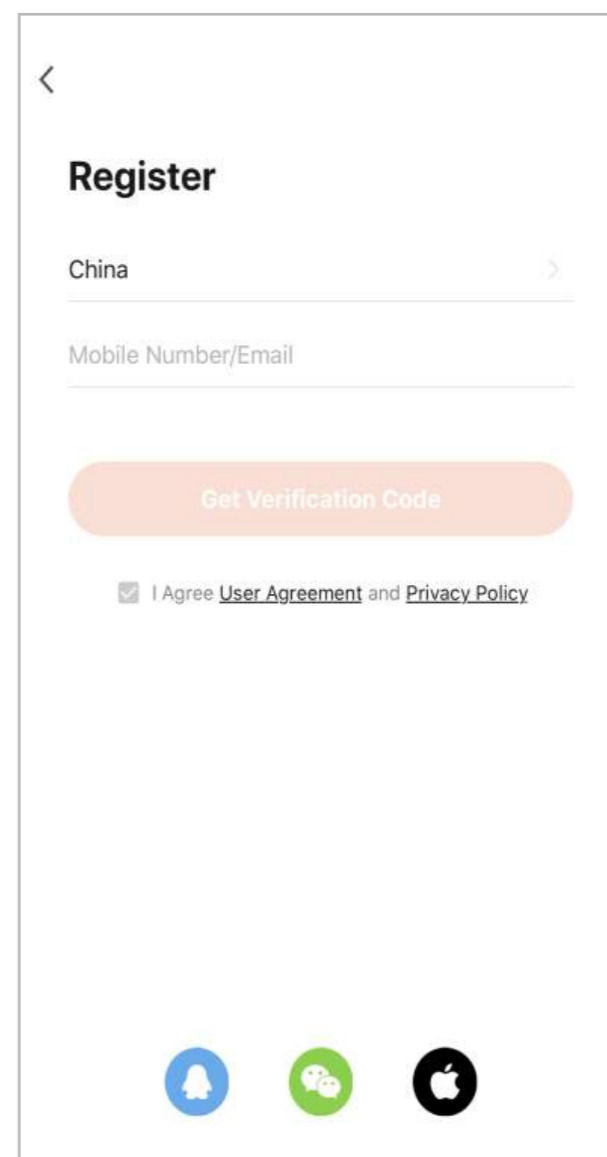 Register
China
Mobile Number/Email
Get Verification Code
I Agree User Agreement and Privacy Policy